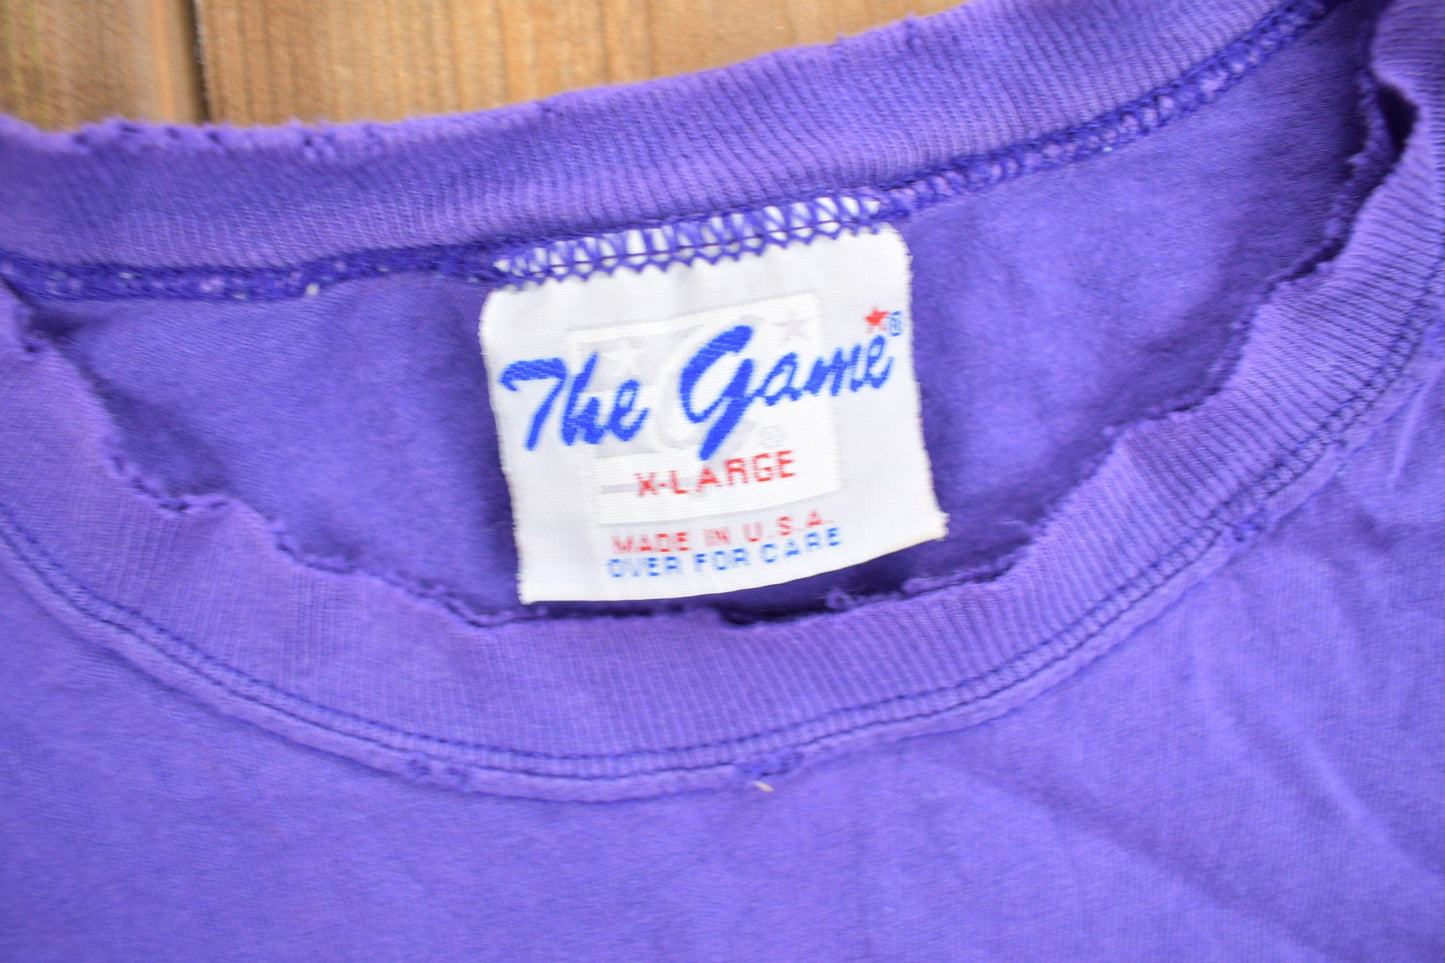 The Game®
X-LARGE
MADE IN U.S.A.
OVER FOR CARE